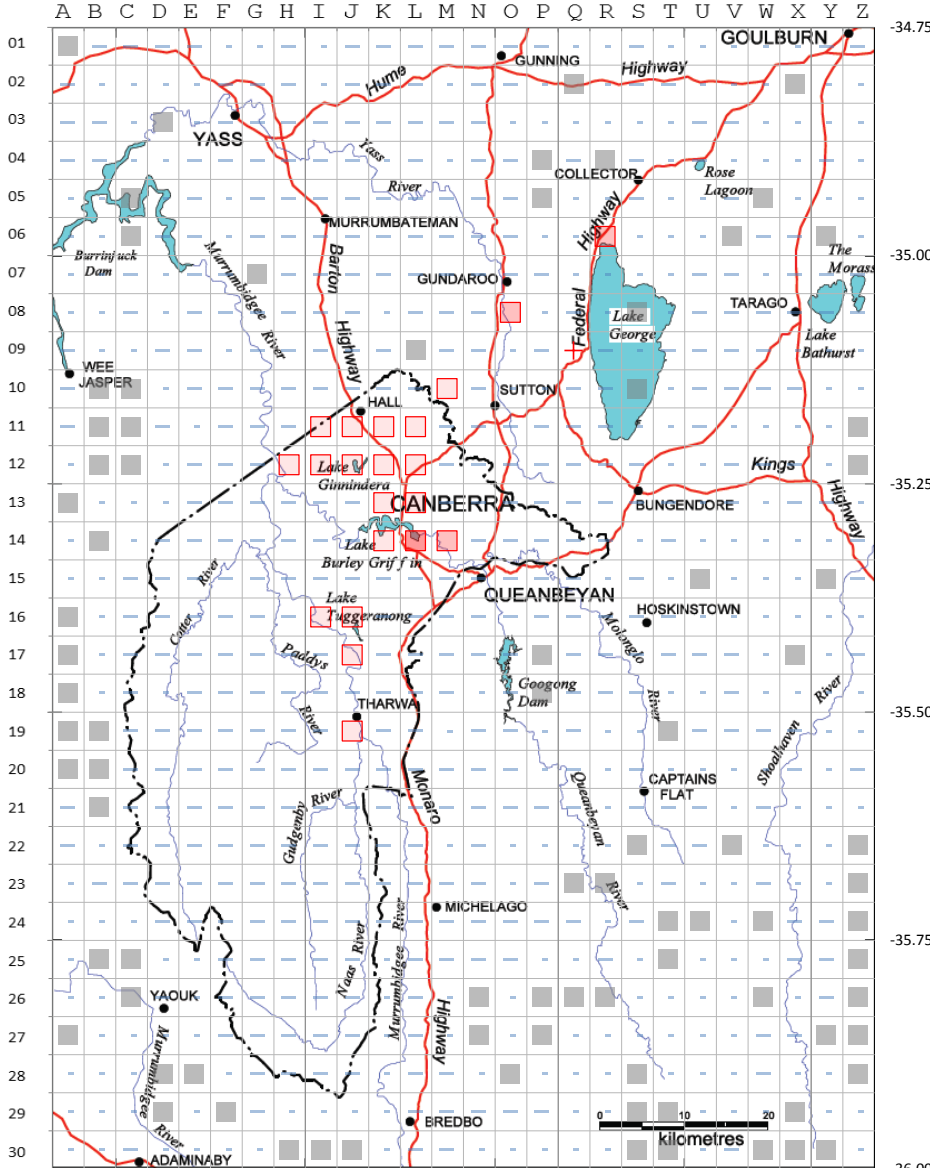 A B C D E F G H I J K L M N O P Q R S T U V W X Y Z
-34.75
01
GOULBURN
GUNNING
02
Hume
Highway
03
YASS
Yass
04
COLLECTOR
Rose
Lagoon
River
05
MURRUMBATEMAN
06
Highway
Burrinjuck
Dam
-35.00
The
Morass
07
Murrumbidgee
River
Barton
Highway
GUNDAROO
08
Federal
Lake
George
TARAGO
Lake
Bathurst
09
WEE
JASPER
10
SUTTON
HALL
11
12
Lake
Ginnindera
Kings
Highway
-35.25
13
CANBERRA
BUNGENDORE
14
Lake
Burley Griffin
15
QUEANBEYAN
Cotter
River
Lake
Tuggeranong
16
HOSKINSTOWN
Molonglo
River
17
Paddys
River
Googong
Dam
18
THARWA
River
Shoalhaven
-35.50
19
20
Monaro
Highway
Queanbeyan
River
CAPTAINS
FLAT
21
Gudgenby
River
22
23
24
MICHELAGO
-35.75
25
Naas
River
Murrumbidgee
River
26
YAOUK
27
Murrumbidgee
River
28
29
BREDBO
0 10 20
kilometres
30
ADAMINABY